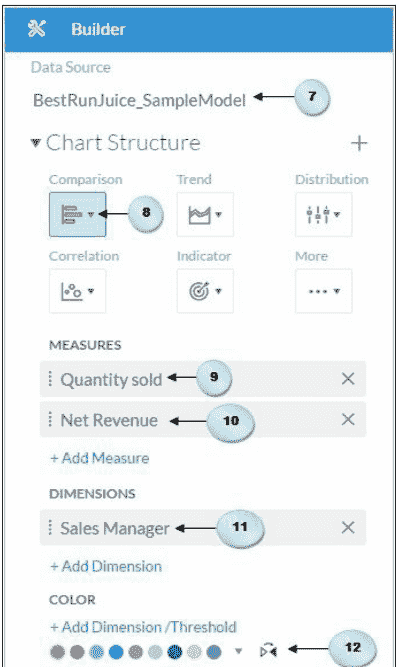 Builder
Data Source
BestRunJuice_SampleModel 7
Chart Structure
Comparison Trend Distribution
8
Correlation Indicator More
MEASURES
Quantity sold 9
Net Revenue 10
+ Add Measure
DIMENSIONS
Sales Manager 11
+ Add Dimension
COLOR
+ Add Dimension /Threshold
12